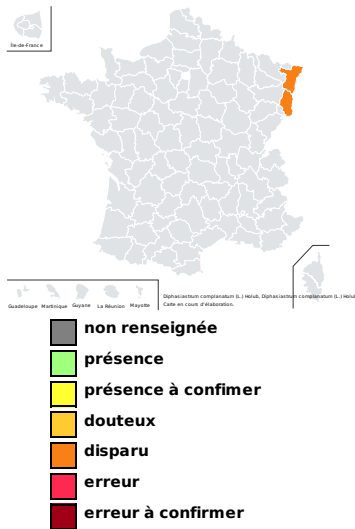 Île-de-France
Guadeloupe Martinique Guyane La Réunion Mayotte
Diphasiastrum complanatum (L.) Holub, Diphasiastrum complanatum (L.) Holub
Carte en cours d'élaboration.
non renseignée
présence
présence à confimer
douteux
disparu
erreur
erreur à confirmer